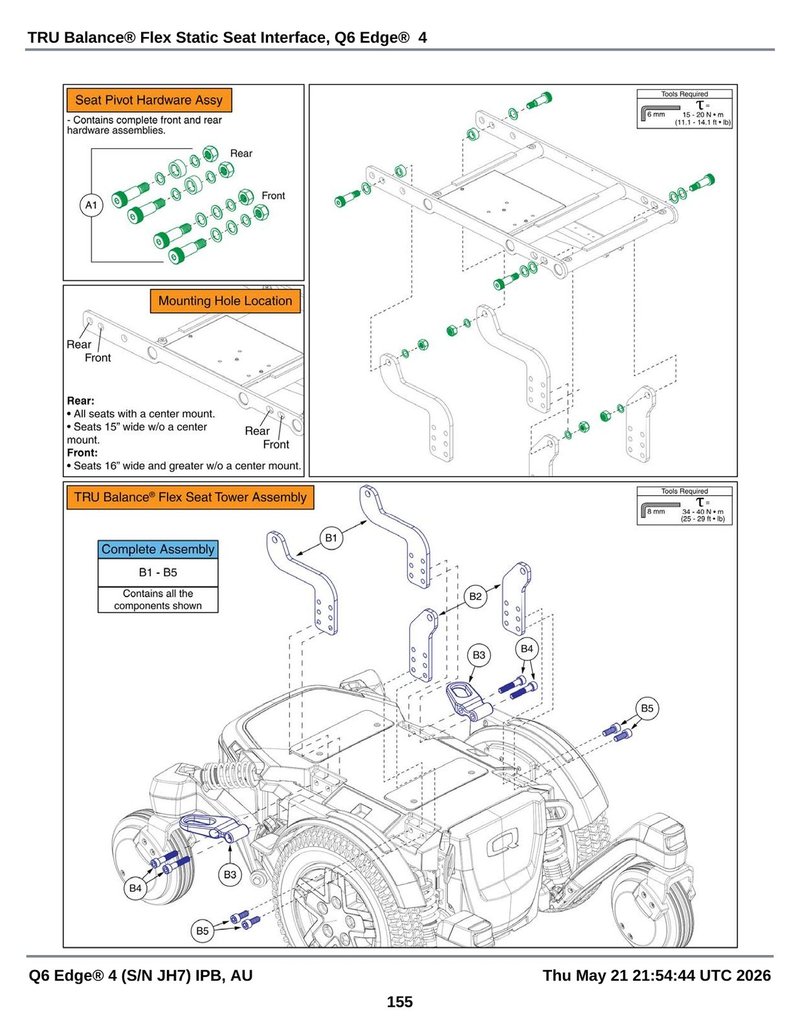 TRU Balance® Flex Static Seat Interface, Q6 Edge® 4
Seat Pivot Hardware Assy
- Contains complete front and rear
hardware assemblies.
Rear
Front
A1
Tools Required
6 mm
τ=
15 - 20 N • m
(11.1 - 14.1 ft • lb)
Mounting Hole Location
Rear
Front
Rear:
• All seats with a center mount.
• Seats 15” wide w/o a center
mount.
Front:
• Seats 16” wide and greater w/o a center mount.
Rear
Front
TRU Balance® Flex Seat Tower Assembly
Tools Required
8 mm
τ=
34 - 40 N • m
(25 - 29 ft • lb)
Complete Assembly
B1 - B5
Contains all the
components shown
B1
B2
B3
B4
B5
B3
B4
B5
Q6 Edge® 4 (S/N JH7) IPB, AU
Thu May 21 21:54:44 UTC 2026
155